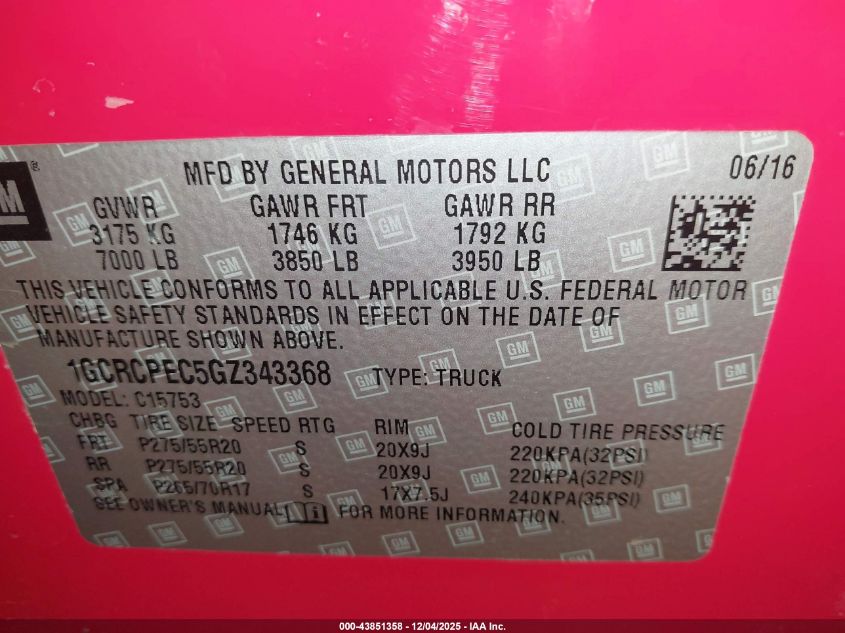 GM ®
MFD BY GENERAL MOTORS LLC 06/16
GVWR GAWR FRT GAWR RR
3175 KG 1746 KG 1792 KG
7000 LB 3850 LB 3950 LB
THIS VEHICLE CONFORMS TO ALL APPLICABLE U.S. FEDERAL MOTOR
VEHICLE SAFETY STANDARDS IN EFFECT ON THE DATE OF
MANUFACTURE SHOWN ABOVE.
1GCRCPEC5GZ343368 TYPE: TRUCK
MODEL: C15753
CHBG TIRE SIZE SPEED RTG RIM COLD TIRE PRESSURE
FRT P275/55R20 S 20X9J 220KPA(32PSI)
RR P275/55R20 S 20X9J 220KPA(32PSI)
SPA P265/70R17 S 17X7.5J 240KPA(35PSI)
SEE OWNER'S MANUAL FOR MORE INFORMATION.
000-43851358 - 12/04/2025 - IAA Inc.